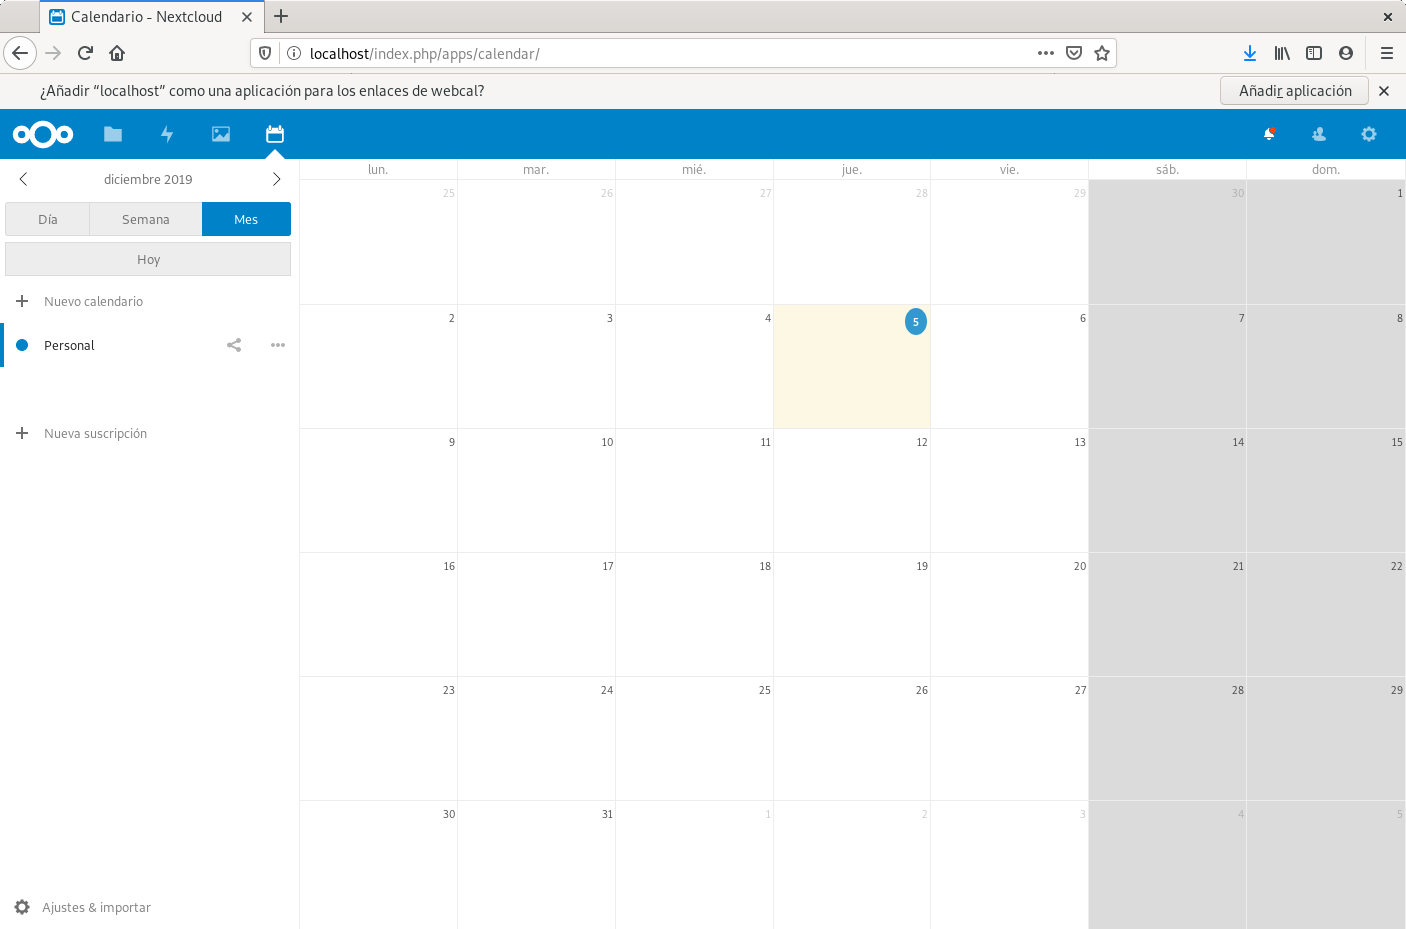 Calendario - Nextcloud
localhost/index.php/apps/calendar/
¿Añadir “localhost” como una aplicación para los enlaces de webcal?
Añadir aplicación
diciembre 2019
Día Semana Mes
Hoy
Nuevo calendario
Personal
Nueva suscripción
Ajustes & importar
lun. mar. mié. jue. vie. sáb. dom.
25 26 27 28 29 30 1
2 3 4 5 6 7 8
9 10 11 12 13 14 15
16 17 18 19 20 21 22
23 24 25 26 27 28 29
30 31 1 2 3 4 5